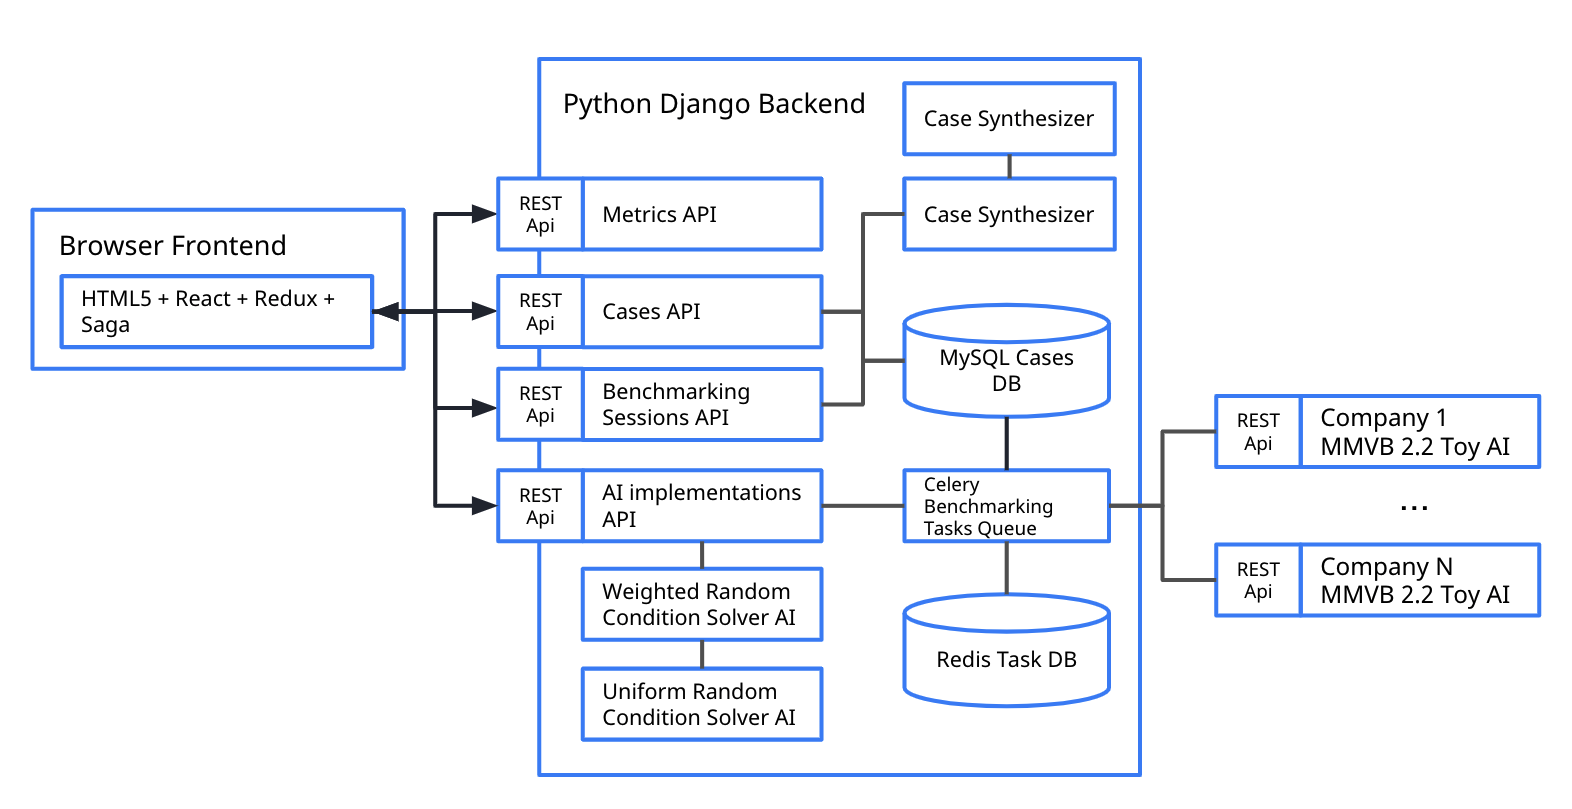 Python Django Backend
Case Synthesizer
Case Synthesizer
Browser Frontend
HTML5 + React + Redux +
Saga
REST
Api
Metrics API
REST
Api
Cases API
REST
Api
Benchmarking
Sessions API
REST
Api
AI implementations
API
Weighted Random
Condition Solver AI
Uniform Random
Condition Solver AI
MySQL Cases
DB
Celery
Benchmarking
Tasks Queue
Redis Task DB
REST
Api
Company 1
MMVB 2.2 Toy AI
...
REST
Api
Company N
MMVB 2.2 Toy AI